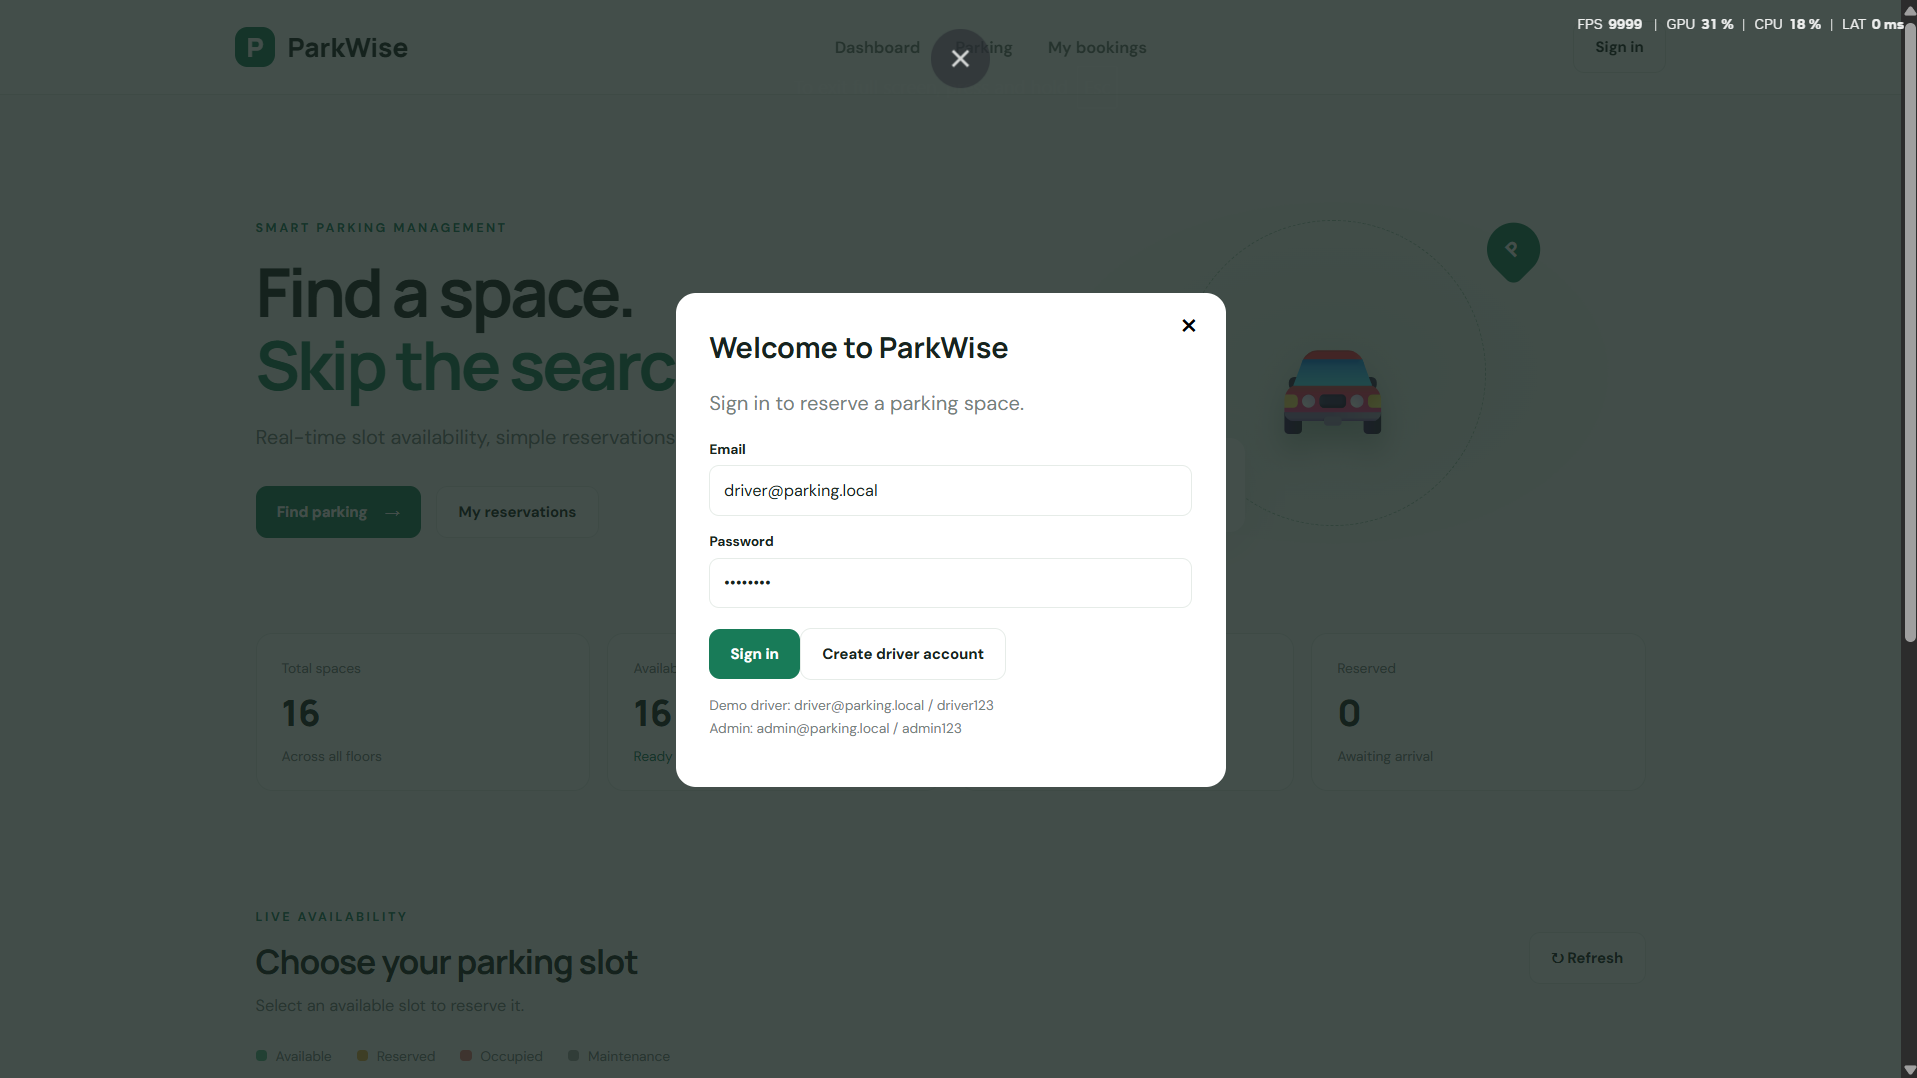 FPS 9999 | GPU 31 % | CPU 18 % | LAT 0 ms
P ParkWise
Dashboard Parking My bookings
Sign in
SMART PARKING MANAGEMENT
Find a space.
Skip the searc
Real-time slot availability, simple reservations
Find parking →
My reservations
P
Welcome to ParkWise
Sign in to reserve a parking space.
Email
driver@parking.local
Password
••••••••
Sign in
Create driver account
Demo driver: driver@parking.local / driver123
Admin: admin@parking.local / admin123
Total spaces
16
Across all floors
Availab
16
Ready
Reserved
0
Awaiting arrival
LIVE AVAILABILITY
Choose your parking slot
Select an available slot to reserve it.
↻ Refresh
Available Reserved Occupied Maintenance